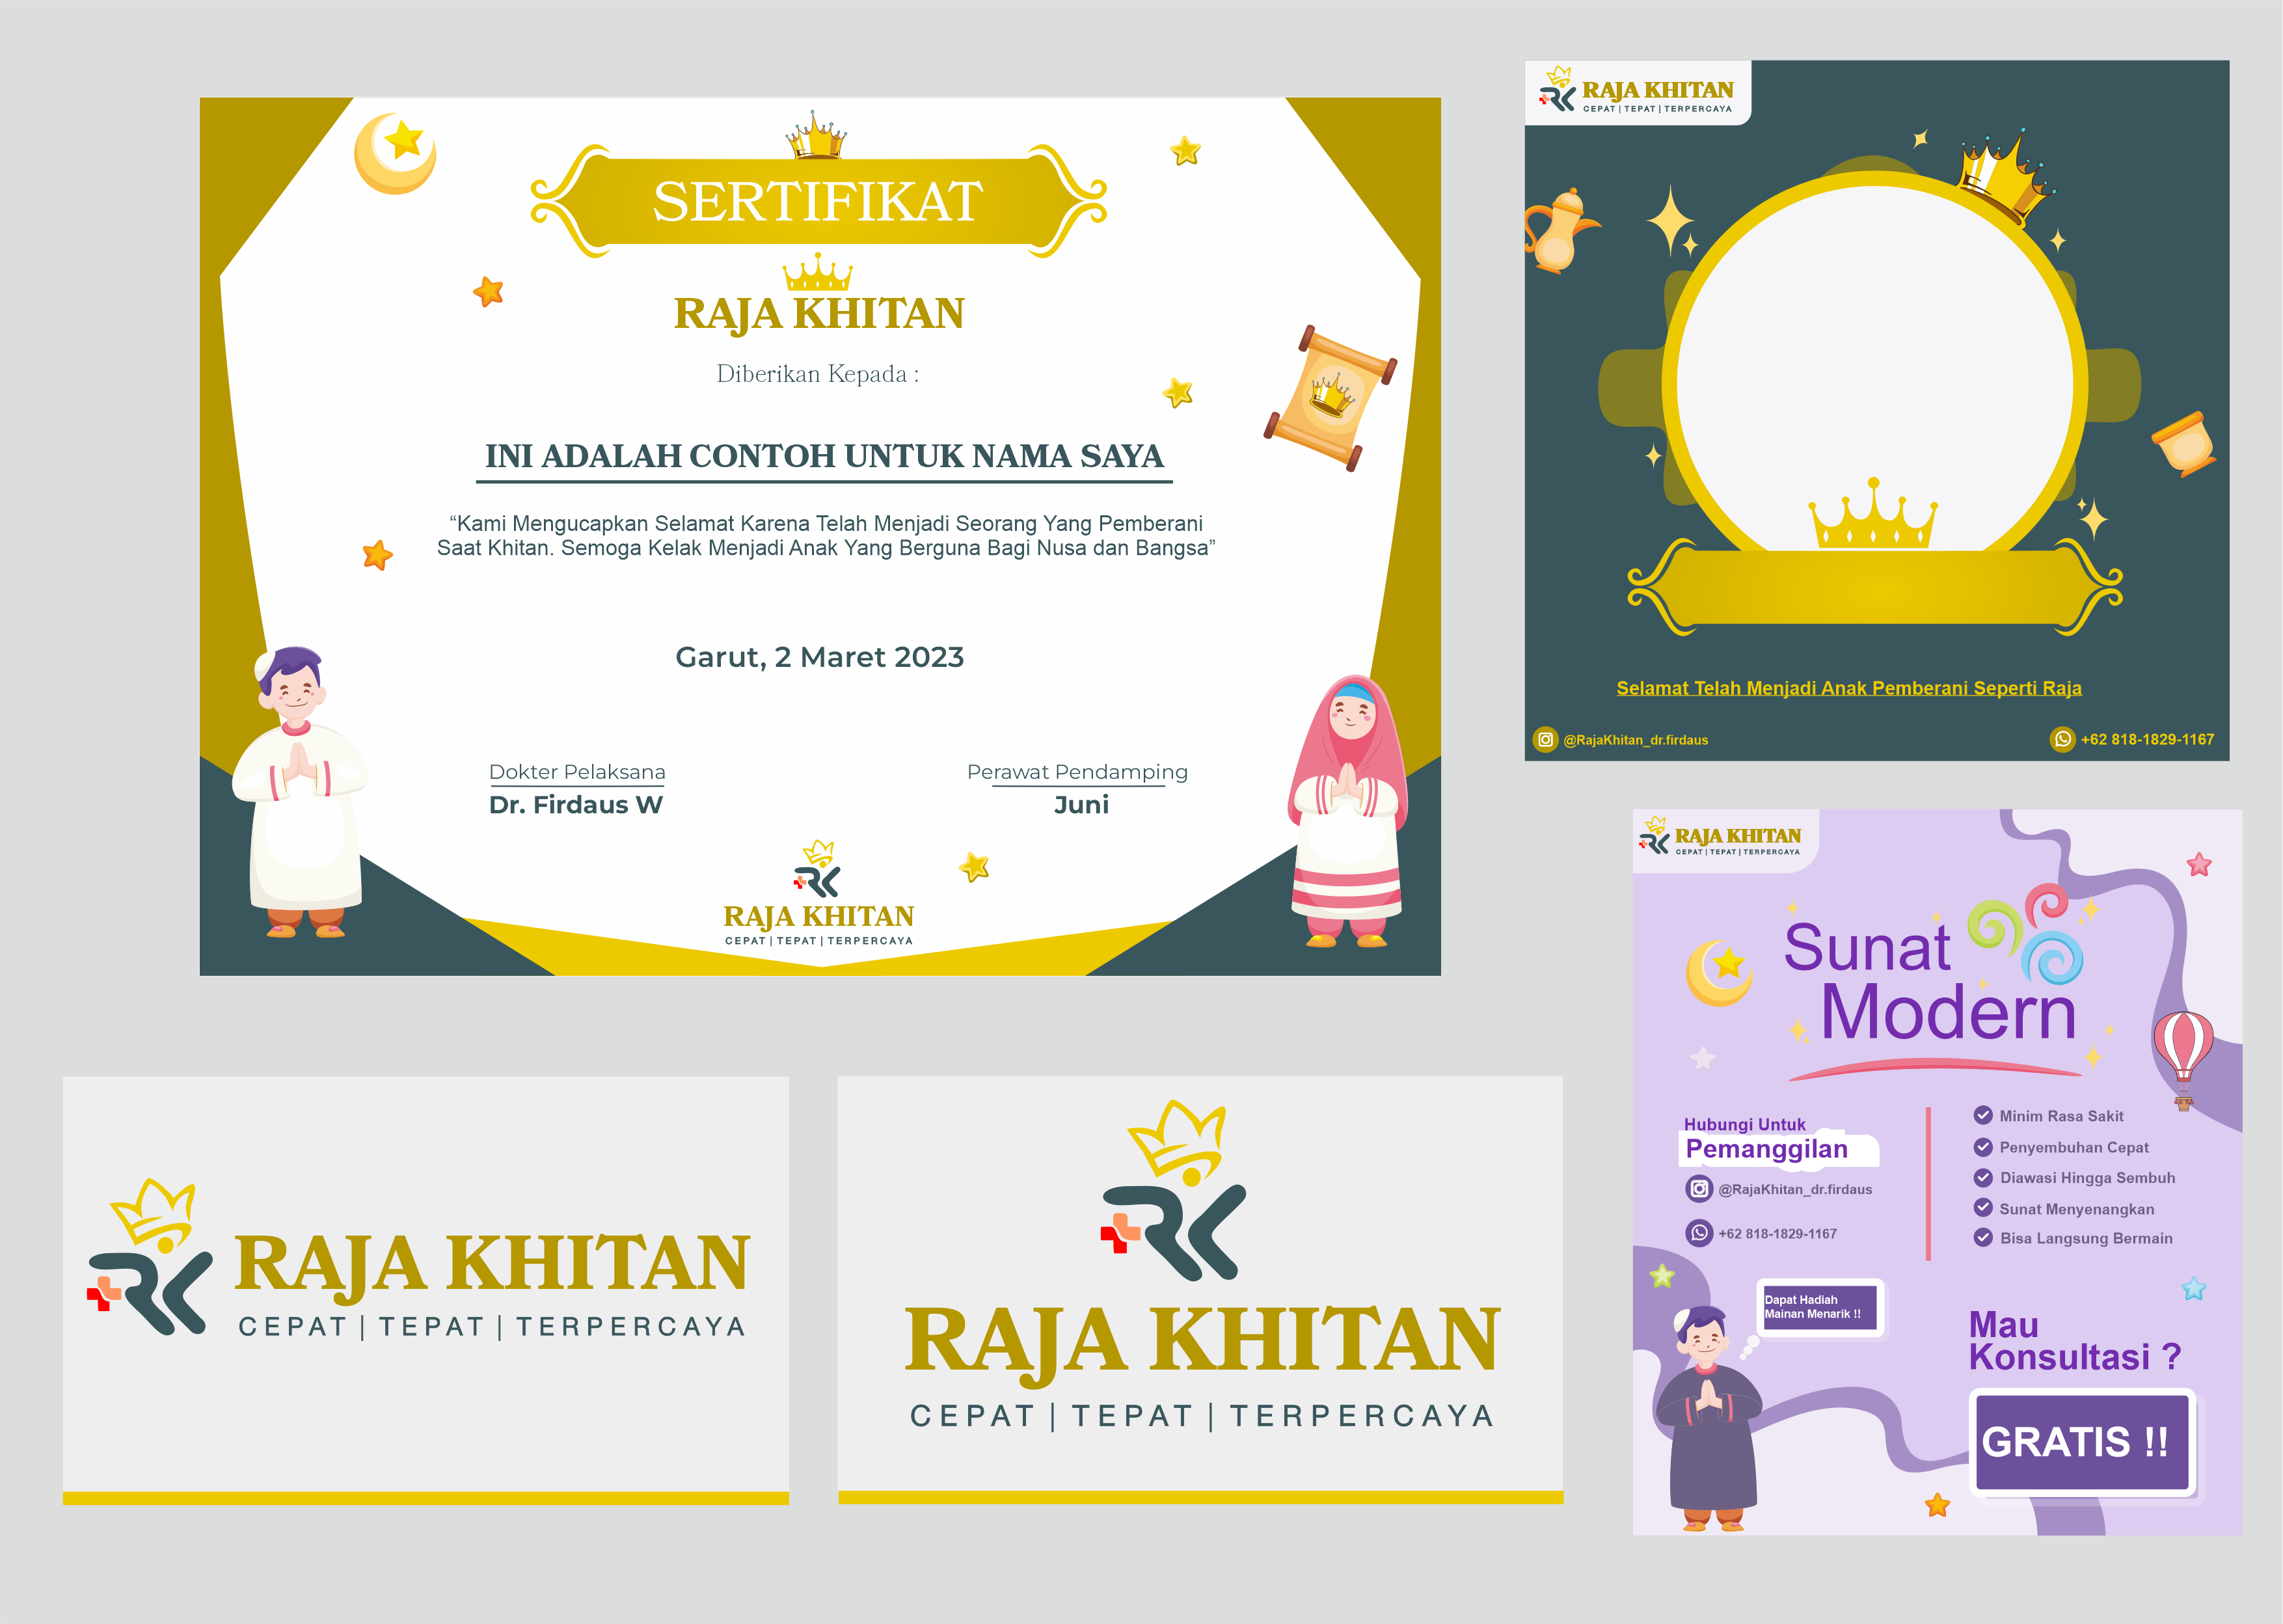 SERTIFIKAT
RAJA KHITAN
Diberikan Kepada :
INI ADALAH CONTOH UNTUK NAMA SAYA
“Kami Mengucapkan Selamat Karena Telah Menjadi Seorang Yang Pemberani
Saat Khitan. Semoga Kelak Menjadi Anak Yang Berguna Bagi Nusa dan Bangsa”
Garut, 2 Maret 2023
Dokter Pelaksana
Dr. Firdaus W
Perawat Pendamping
Juni
RK
RAJA KHITAN
CEPAT | TEPAT | TERPERCAYA
RK
RAJA KHITAN
CEPAT | TEPAT | TERPERCAYA
Selamat Telah Menjadi Anak Pemberani Seperti Raja
@RajaKhitan_dr.firdaus
+62 818-1829-1167
RK
RAJA KHITAN
CEPAT | TEPAT | TERPERCAYA
RK
RAJA KHITAN
CEPAT | TEPAT | TERPERCAYA
RK
RAJA KHITAN
CEPAT | TEPAT | TERPERCAYA
Sunat
Modern
Hubungi Untuk
Pemanggilan
@RajaKhitan_dr.firdaus
+62 818-1829-1167
Minim Rasa Sakit
Penyembuhan Cepat
Diawasi Hingga Sembuh
Sunat Menyenangkan
Bisa Langsung Bermain
Dapat Hadiah
Mainan Menarik !!
Mau
Konsultasi ?
GRATIS !!